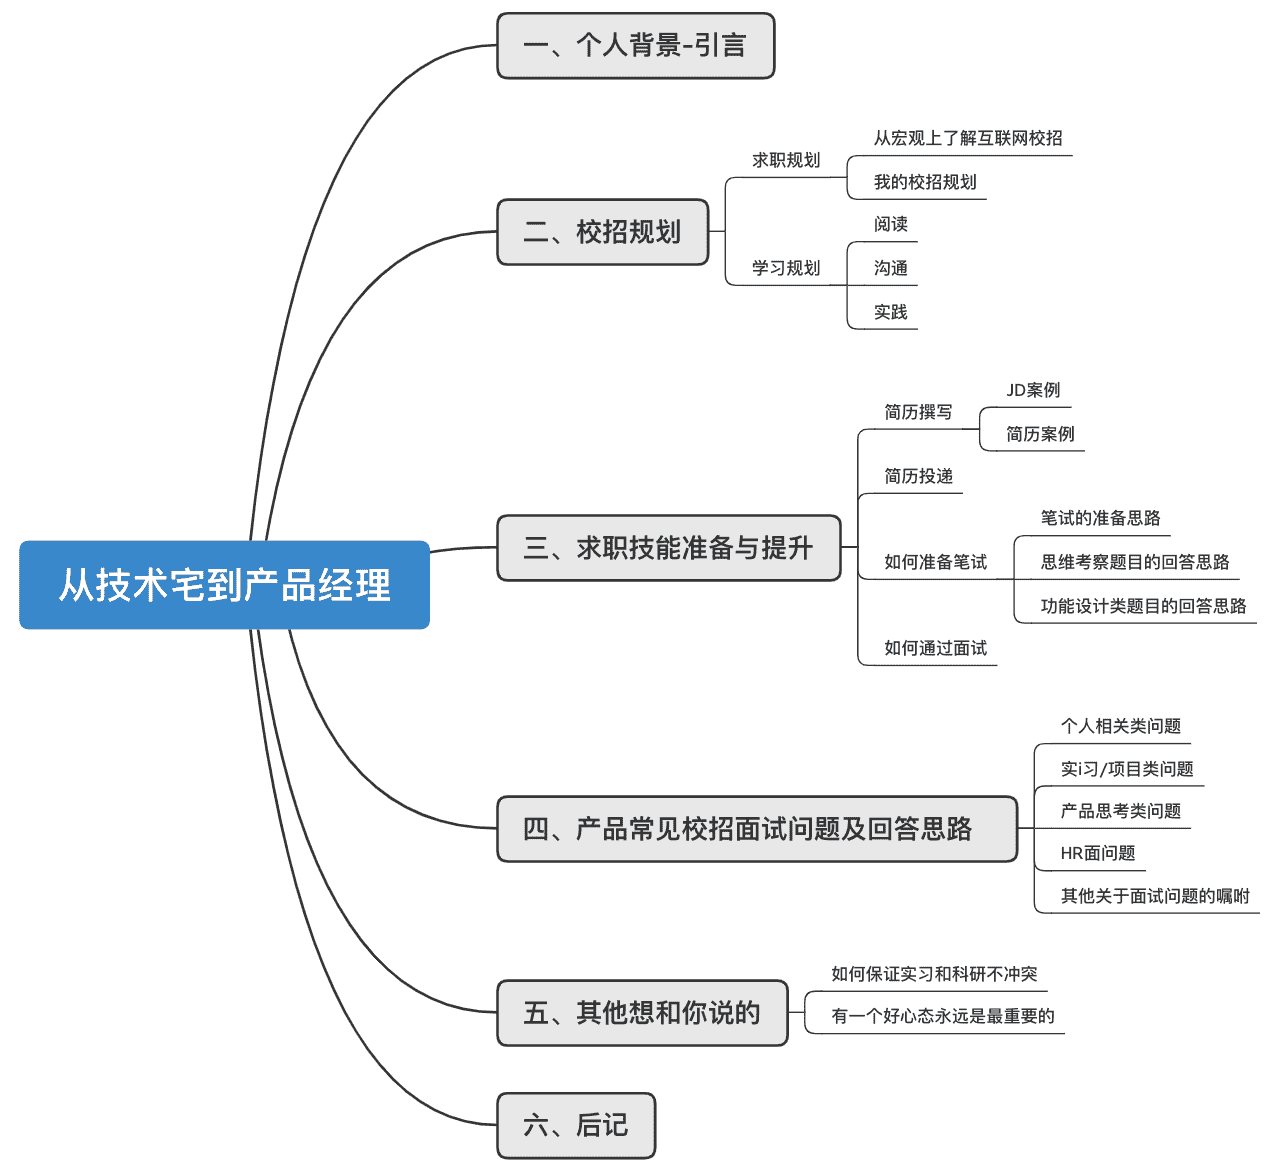 从技术宅到产品经理
一、个人背景-引言
二、校招规划
求职规划
从宏观上了解互联网校招
我的校招规划
学习规划
阅读
沟通
实践
三、求职技能准备与提升
简历撰写
JD案例
简历案例
简历投递
如何准备笔试
笔试的准备思路
思维考察题目的回答思路
功能设计类题目的回答思路
如何通过面试
四、产品常见校招面试问题及回答思路
个人相关类问题
实i习/项目类问题
产品思考类问题
HR面问题
其他关于面试问题的嘱咐
五、其他想和你说的
如何保证实习和科研不冲突
有一个好心态永远是最重要的
六、后记